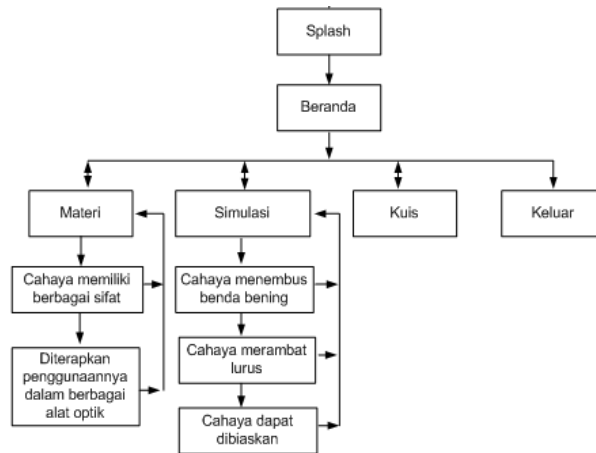 Splash
Beranda
Materi
Simulasi
Kuis
Keluar
Cahaya memiliki
berbagai sifat
Cahaya menembus
benda bening
Diterapkan
penggunaannya
dalam berbagai
alat optik
Cahaya merambat
lurus
Cahaya dapat
dibiaskan